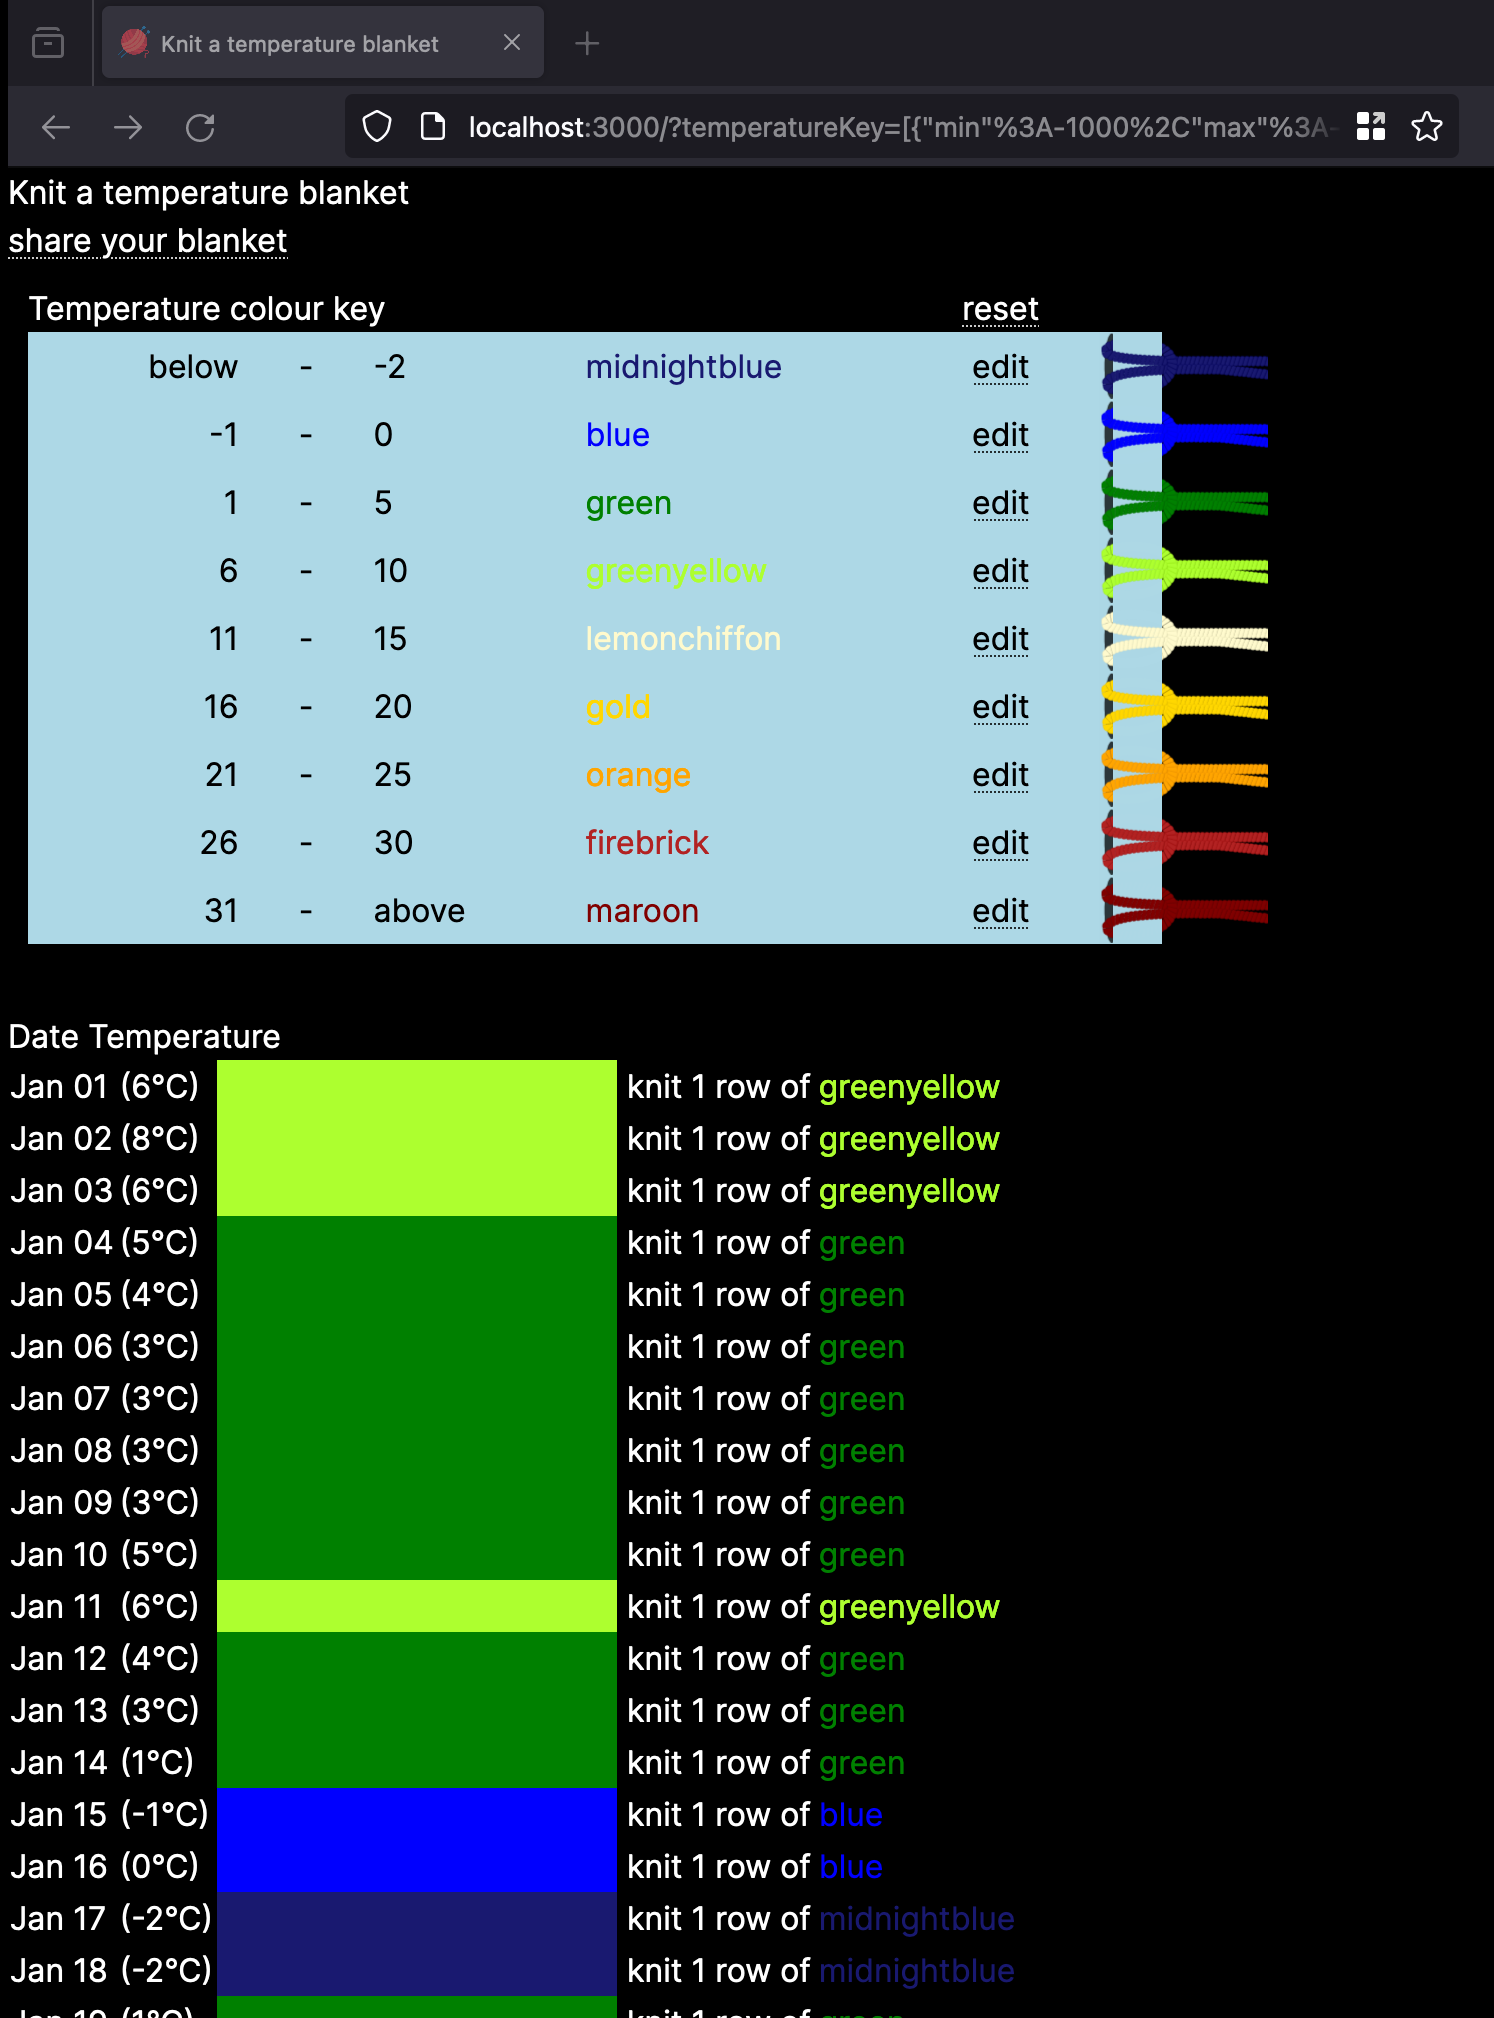 Knit a temperature blanket
localhost:3000/?temperatureKey=[{"min"%3A-1000%2C"max"%3A-
Knit a temperature blanket
share your blanket
Temperature colour key reset
below - -2 midnightblue edit
-1 - 0 blue edit
1 - 5 green edit
6 - 10 greenyellow edit
11 - 15 lemonchiffon edit
16 - 20 gold edit
21 - 25 orange edit
26 - 30 firebrick edit
31 - above maroon edit
Date Temperature
Jan 01 (6°C) knit 1 row of greenyellow
Jan 02 (8°C) knit 1 row of greenyellow
Jan 03 (6°C) knit 1 row of greenyellow
Jan 04 (5°C) knit 1 row of green
Jan 05 (4°C) knit 1 row of green
Jan 06 (3°C) knit 1 row of green
Jan 07 (3°C) knit 1 row of green
Jan 08 (3°C) knit 1 row of green
Jan 09 (3°C) knit 1 row of green
Jan 10 (5°C) knit 1 row of green
Jan 11 (6°C) knit 1 row of greenyellow
Jan 12 (4°C) knit 1 row of green
Jan 13 (3°C) knit 1 row of green
Jan 14 (1°C) knit 1 row of green
Jan 15 (-1°C) knit 1 row of blue
Jan 16 (0°C) knit 1 row of blue
Jan 17 (-2°C) knit 1 row of midnightblue
Jan 18 (-2°C) knit 1 row of midnightblue
Jan 19 (1°C) knit 1 row of green